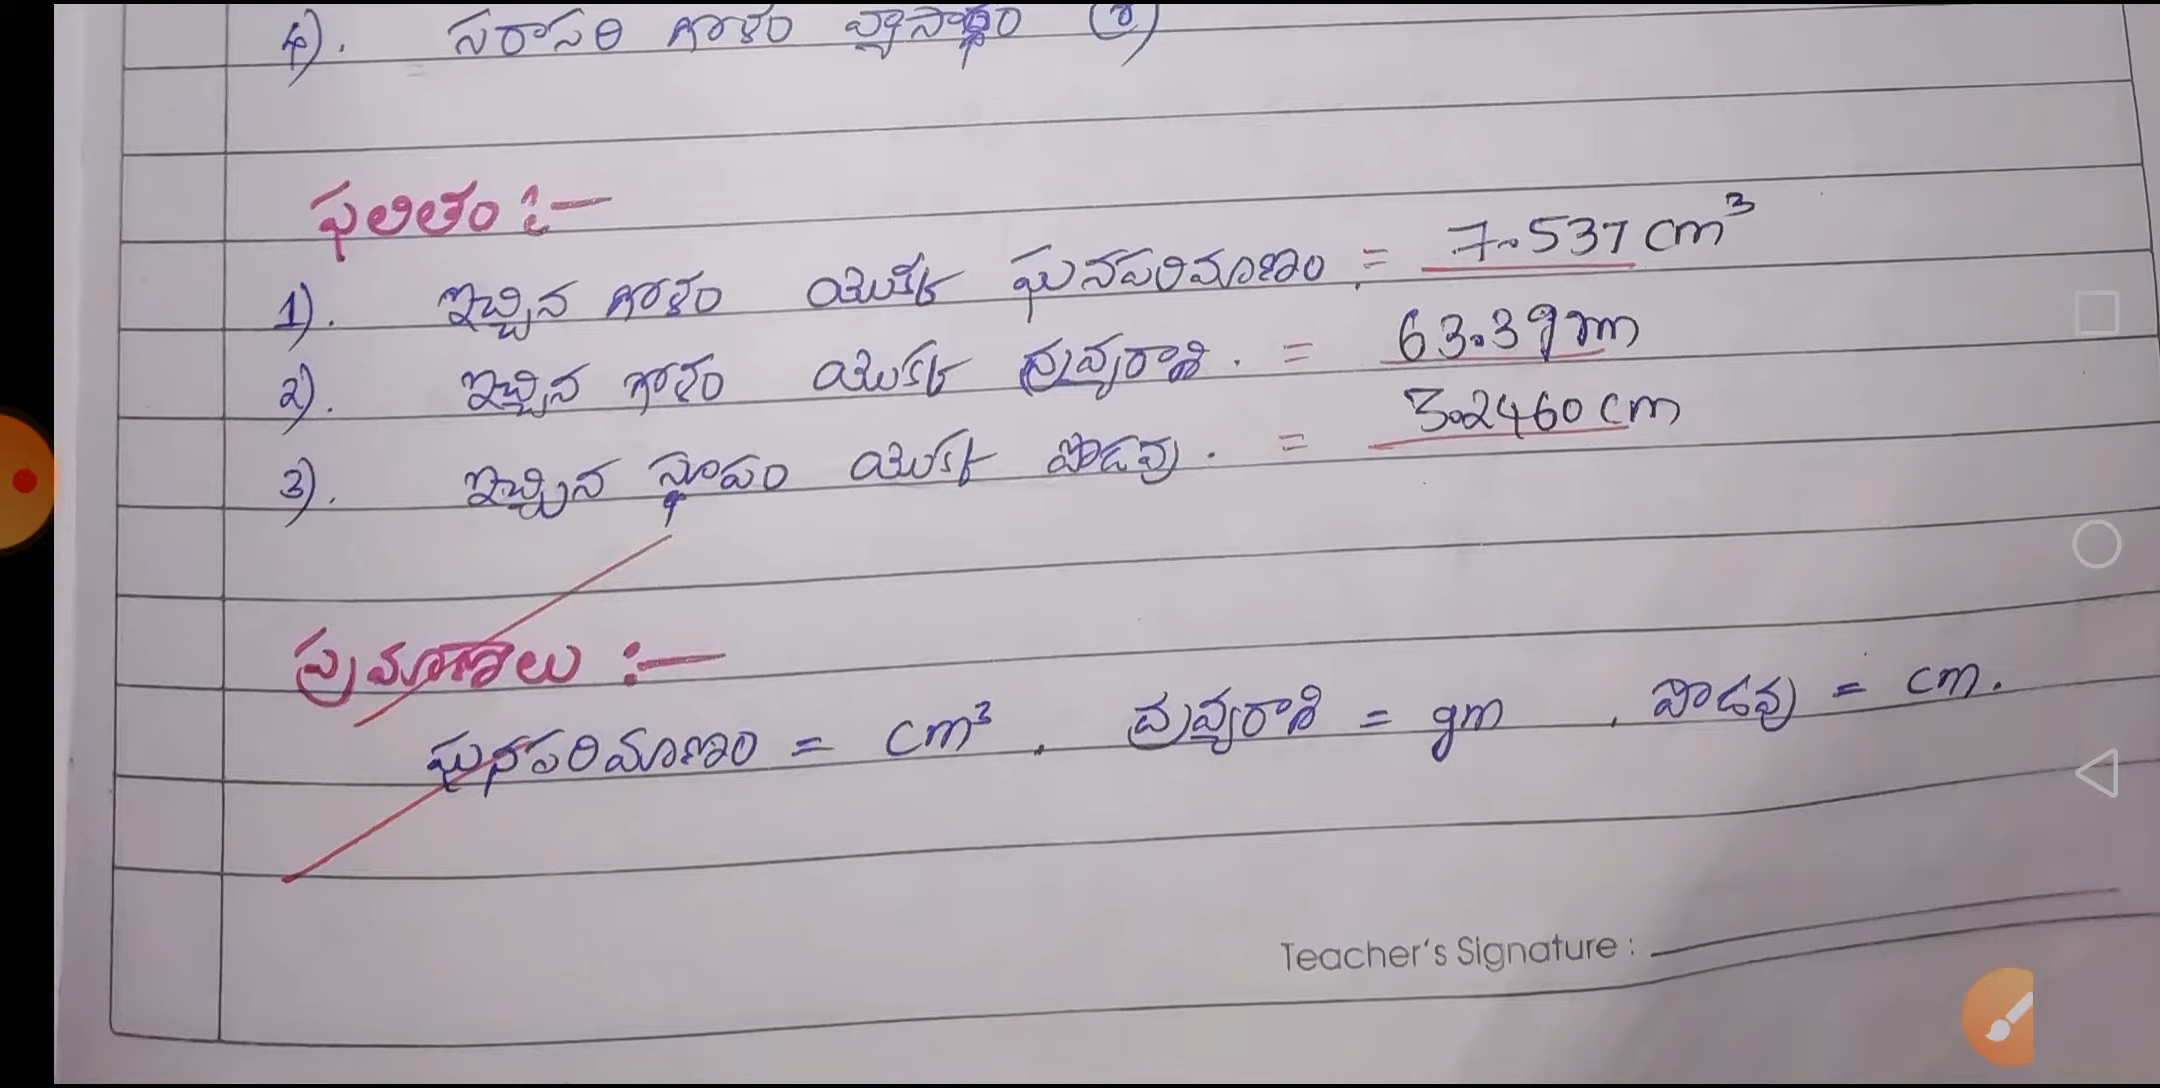 4). సరాసరి గోళం వ్యాసార్థం (r)
ఫలితం :-
1). ఇచ్చిన గోళం యొక్క ఘనపరిమాణం = 7.537 cm³
2). ఇచ్చిన గోళం యొక్క ద్రవ్యరాశి. = 63.39 gm
3). ఇచ్చిన స్థూపం యొక్క పొడవు. = 3.2460 cm
ప్రమాణాలు :-
ఘనపరిమాణం = cm³, ద్రవ్యరాశి = gm, పొడవు = cm.
Teacher's Signature :